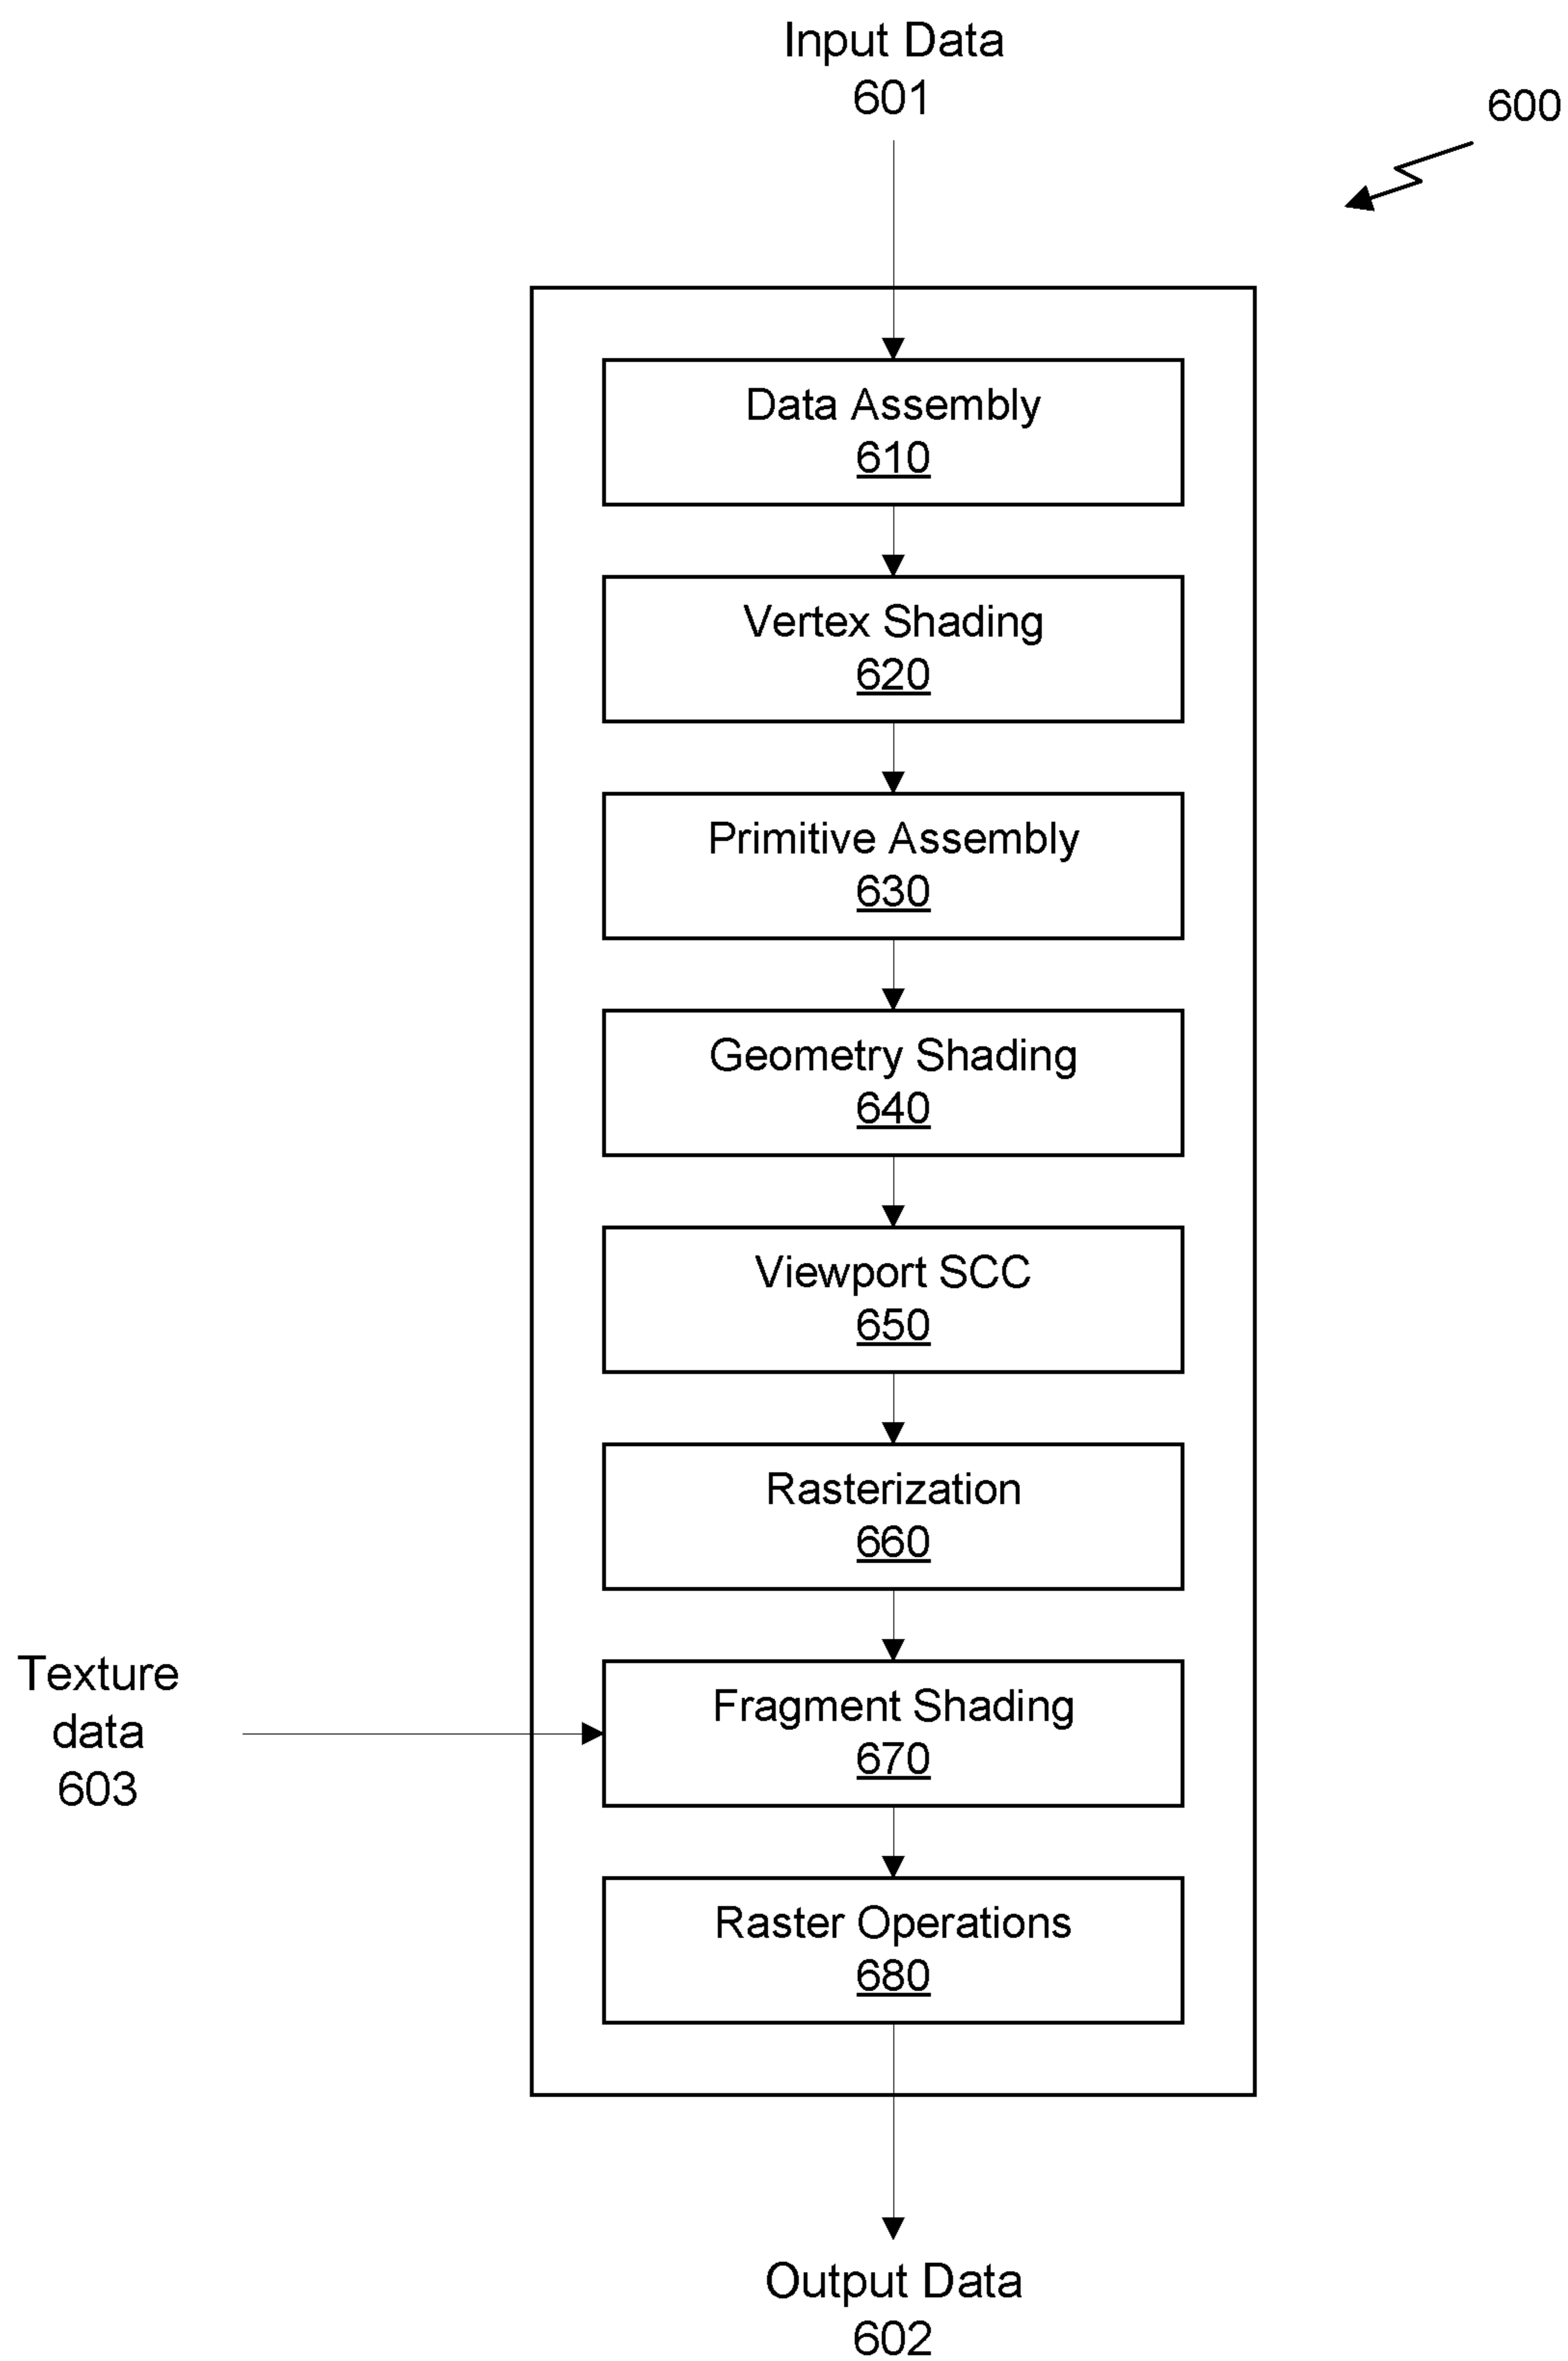 Input Data
601
600
Data Assembly
610
Vertex Shading
620
Primitive Assembly
630
Geometry Shading
640
Viewport SCC
650
Rasterization
660
Texture
data
603
Fragment Shading
670
Raster Operations
680
Output Data
602